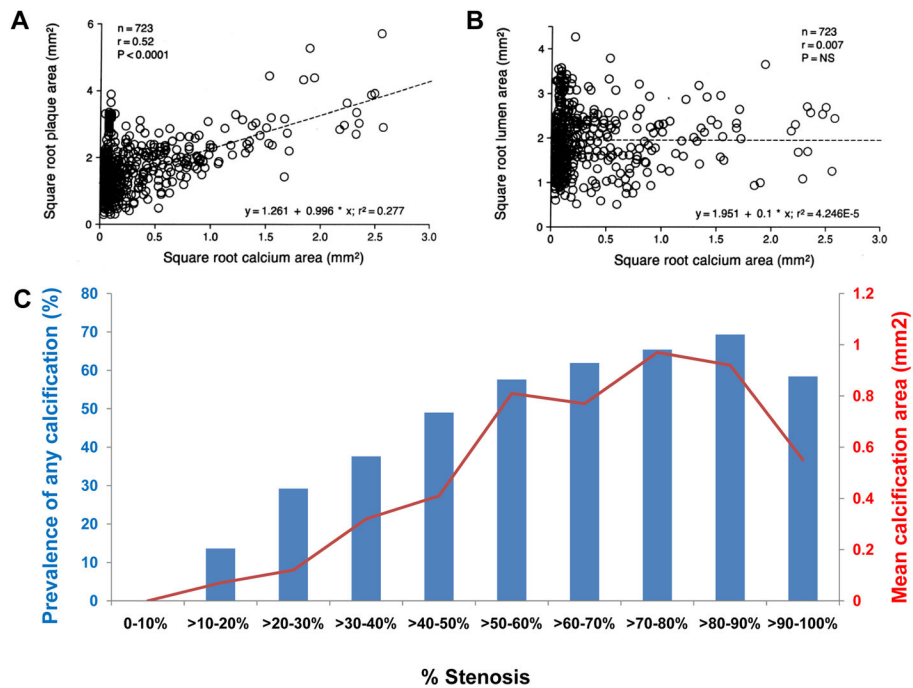 A
n = 723
r = 0.52
P < 0.0001
Square root plaque area (mm²)
6
4
2
0
y = 1.261 + 0.996 * x; r² = 0.277
0 0.5 1.0 1.5 2.0 2.5 3.0
Square root calcium area (mm²)
B
n = 723
r = 0.007
P = NS
Square root lumen area (mm²)
4
3
2
1
0
y = 1.951 + 0.1 * x; r² = 4.246E-5
0 0.5 1.0 1.5 2.0 2.5 3.0
Square root calcium area (mm²)
C
Prevalence of any calcification (%)
80
70
60
50
40
30
20
10
0
Mean calcification area (mm2)
1.2
1
0.8
0.6
0.4
0.2
0
0-10% >10-20% >20-30% >30-40% >40-50% >50-60% >60-70% >70-80% >80-90% >90-100%
% Stenosis